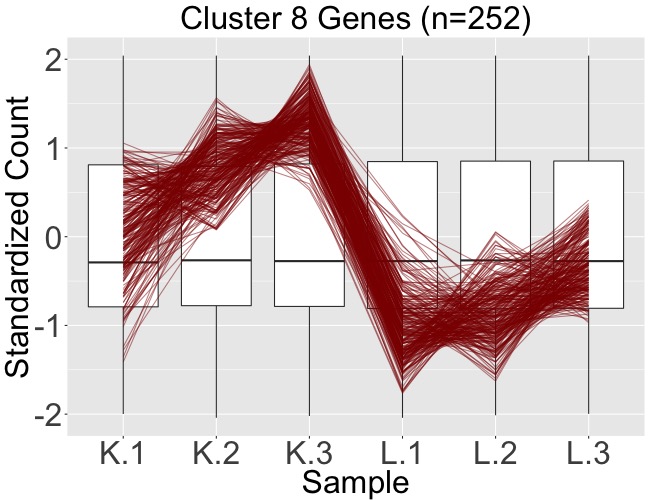 Cluster 8 Genes (n=252)
Standardized Count
2
1
0
-1
-2
K.1 K.2 K.3 L.1 L.2 L.3
Sample